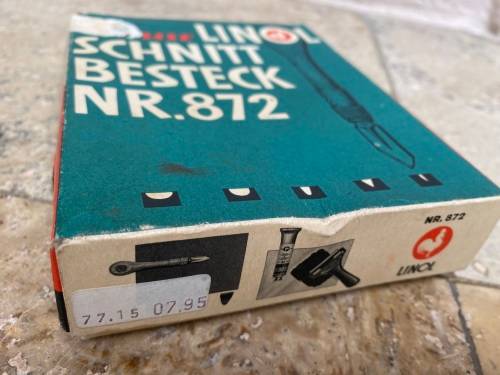 LINOL
SCHNITT
BESTECK
NR.872
NR. 872
LINOL
77.15 07.95